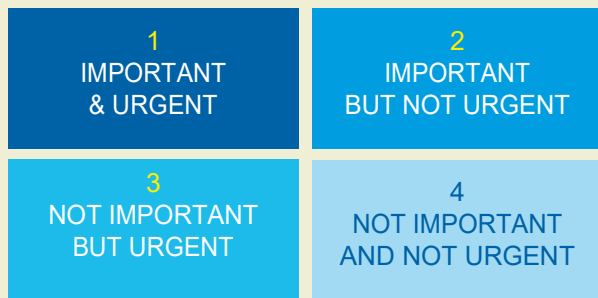 1
IMPORTANT
& URGENT
2
IMPORTANT
BUT NOT URGENT
3
NOT IMPORTANT
BUT URGENT
4
NOT IMPORTANT
AND NOT URGENT